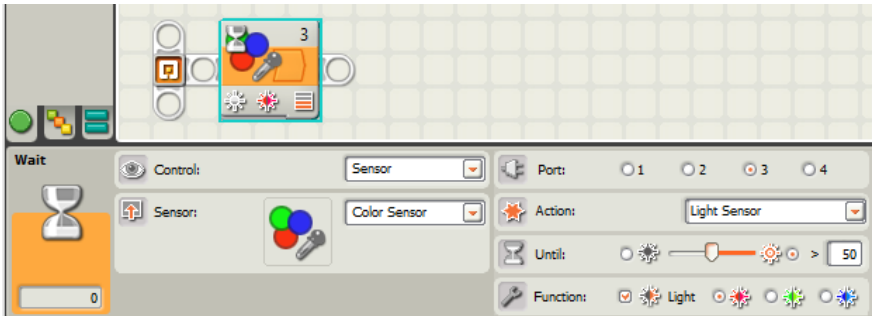 3
Wait
Control: Sensor
Sensor: Color Sensor
0
Port: 1 2 3 4
Action: Light Sensor
Until: > 50
Function: Light